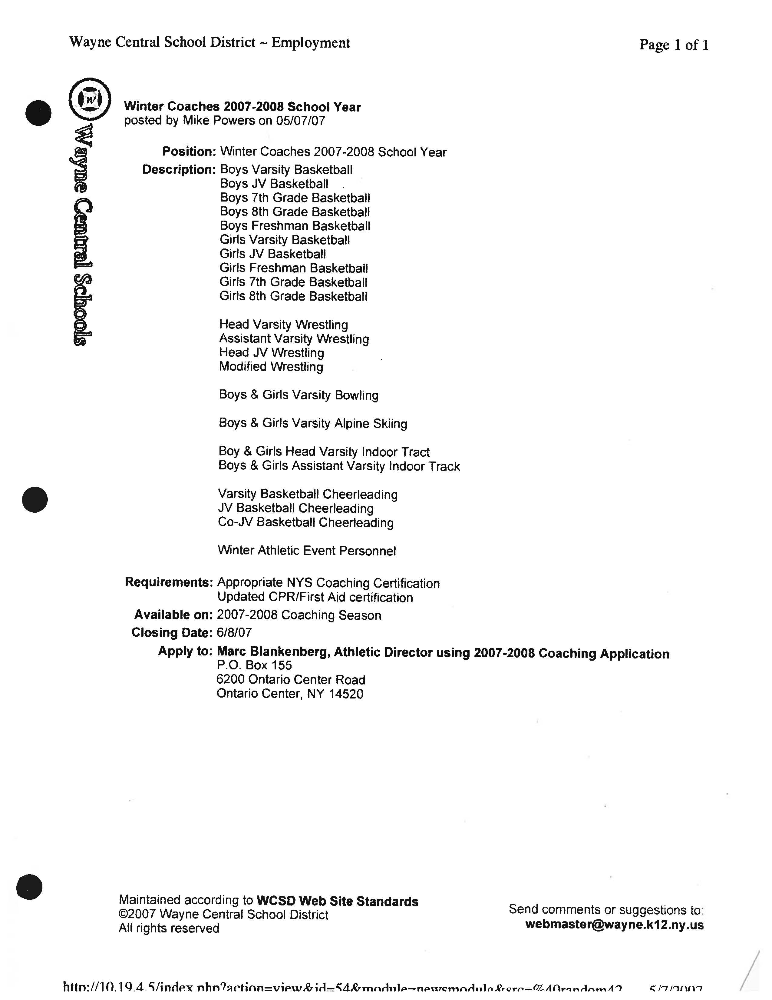 Wayne Central School District ~ Employment
Page 1 of 1
W
Wayne Central Schools
Winter Coaches 2007-2008 School Year
posted by Mike Powers on 05/07/07
Position: Winter Coaches 2007-2008 School Year
Description: Boys Varsity Basketball
Boys JV Basketball
Boys 7th Grade Basketball
Boys 8th Grade Basketball
Boys Freshman Basketball
Girls Varsity Basketball
Girls JV Basketball
Girls Freshman Basketball
Girls 7th Grade Basketball
Girls 8th Grade Basketball
Head Varsity Wrestling
Assistant Varsity Wrestling
Head JV Wrestling
Modified Wrestling
Boys & Girls Varsity Bowling
Boys & Girls Varsity Alpine Skiing
Boy & Girls Head Varsity Indoor Tract
Boys & Girls Assistant Varsity Indoor Track
Varsity Basketball Cheerleading
JV Basketball Cheerleading
Co-JV Basketball Cheerleading
Winter Athletic Event Personnel
Requirements: Appropriate NYS Coaching Certification
Updated CPR/First Aid certification
Available on: 2007-2008 Coaching Season
Closing Date: 6/8/07
Apply to: Marc Blankenberg, Athletic Director using 2007-2008 Coaching Application
P.O. Box 155
6200 Ontario Center Road
Ontario Center, NY 14520
Maintained according to WCSD Web Site Standards
©2007 Wayne Central School District
All rights reserved
Send comments or suggestions to:
webmaster@wayne.k12.ny.us
http://10.19.4.5/index.php?action=view&id=54&module=newsmodule&src=%40random42
5/7/2007